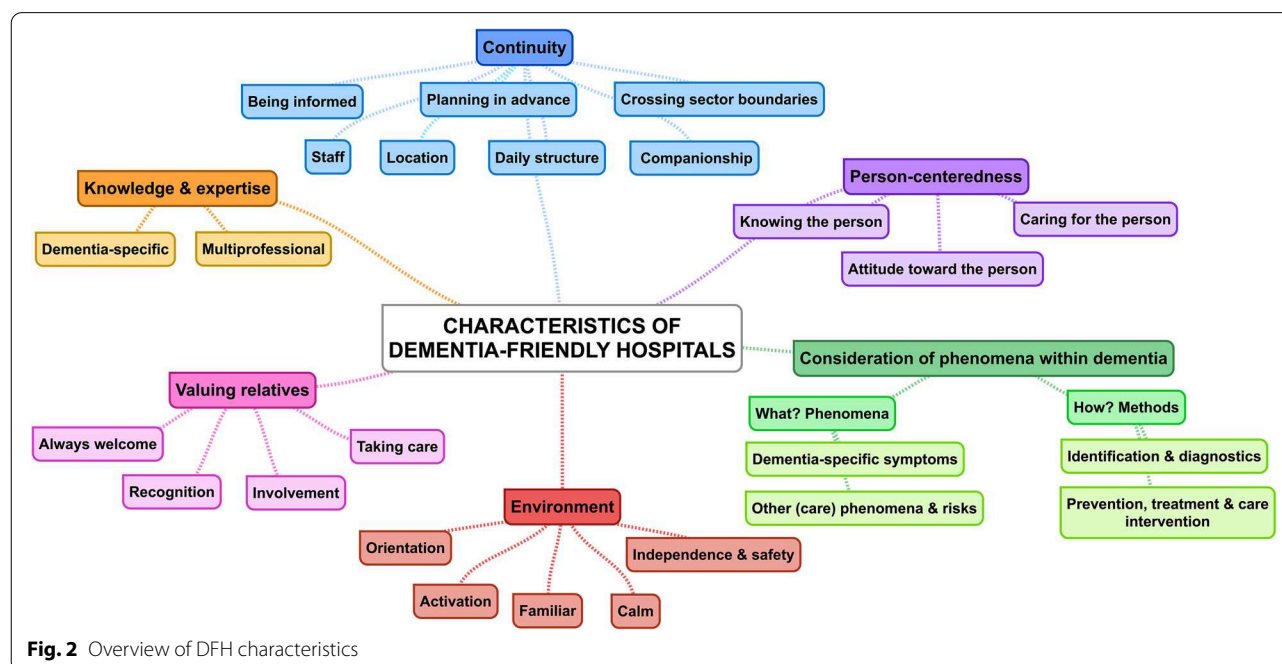 Continuity
Being informed
Planning in advance
Crossing sector boundaries
Staff
Location
Daily structure
Companionship
Knowledge & expertise
Dementia-specific
Multiprofessional
Person-centeredness
Knowing the person
Caring for the person
Attitude toward the person
CHARACTERISTICS OF
DEMENTIA-FRIENDLY HOSPITALS
Consideration of phenomena within dementia
What? Phenomena
How? Methods
Dementia-specific symptoms
Identification & diagnostics
Other (care) phenomena & risks
Prevention, treatment & care
intervention
Valuing relatives
Always welcome
Taking care
Recognition
Involvement
Environment
Orientation
Independence & safety
Activation
Familiar
Calm
Fig. 2 Overview of DFH characteristics